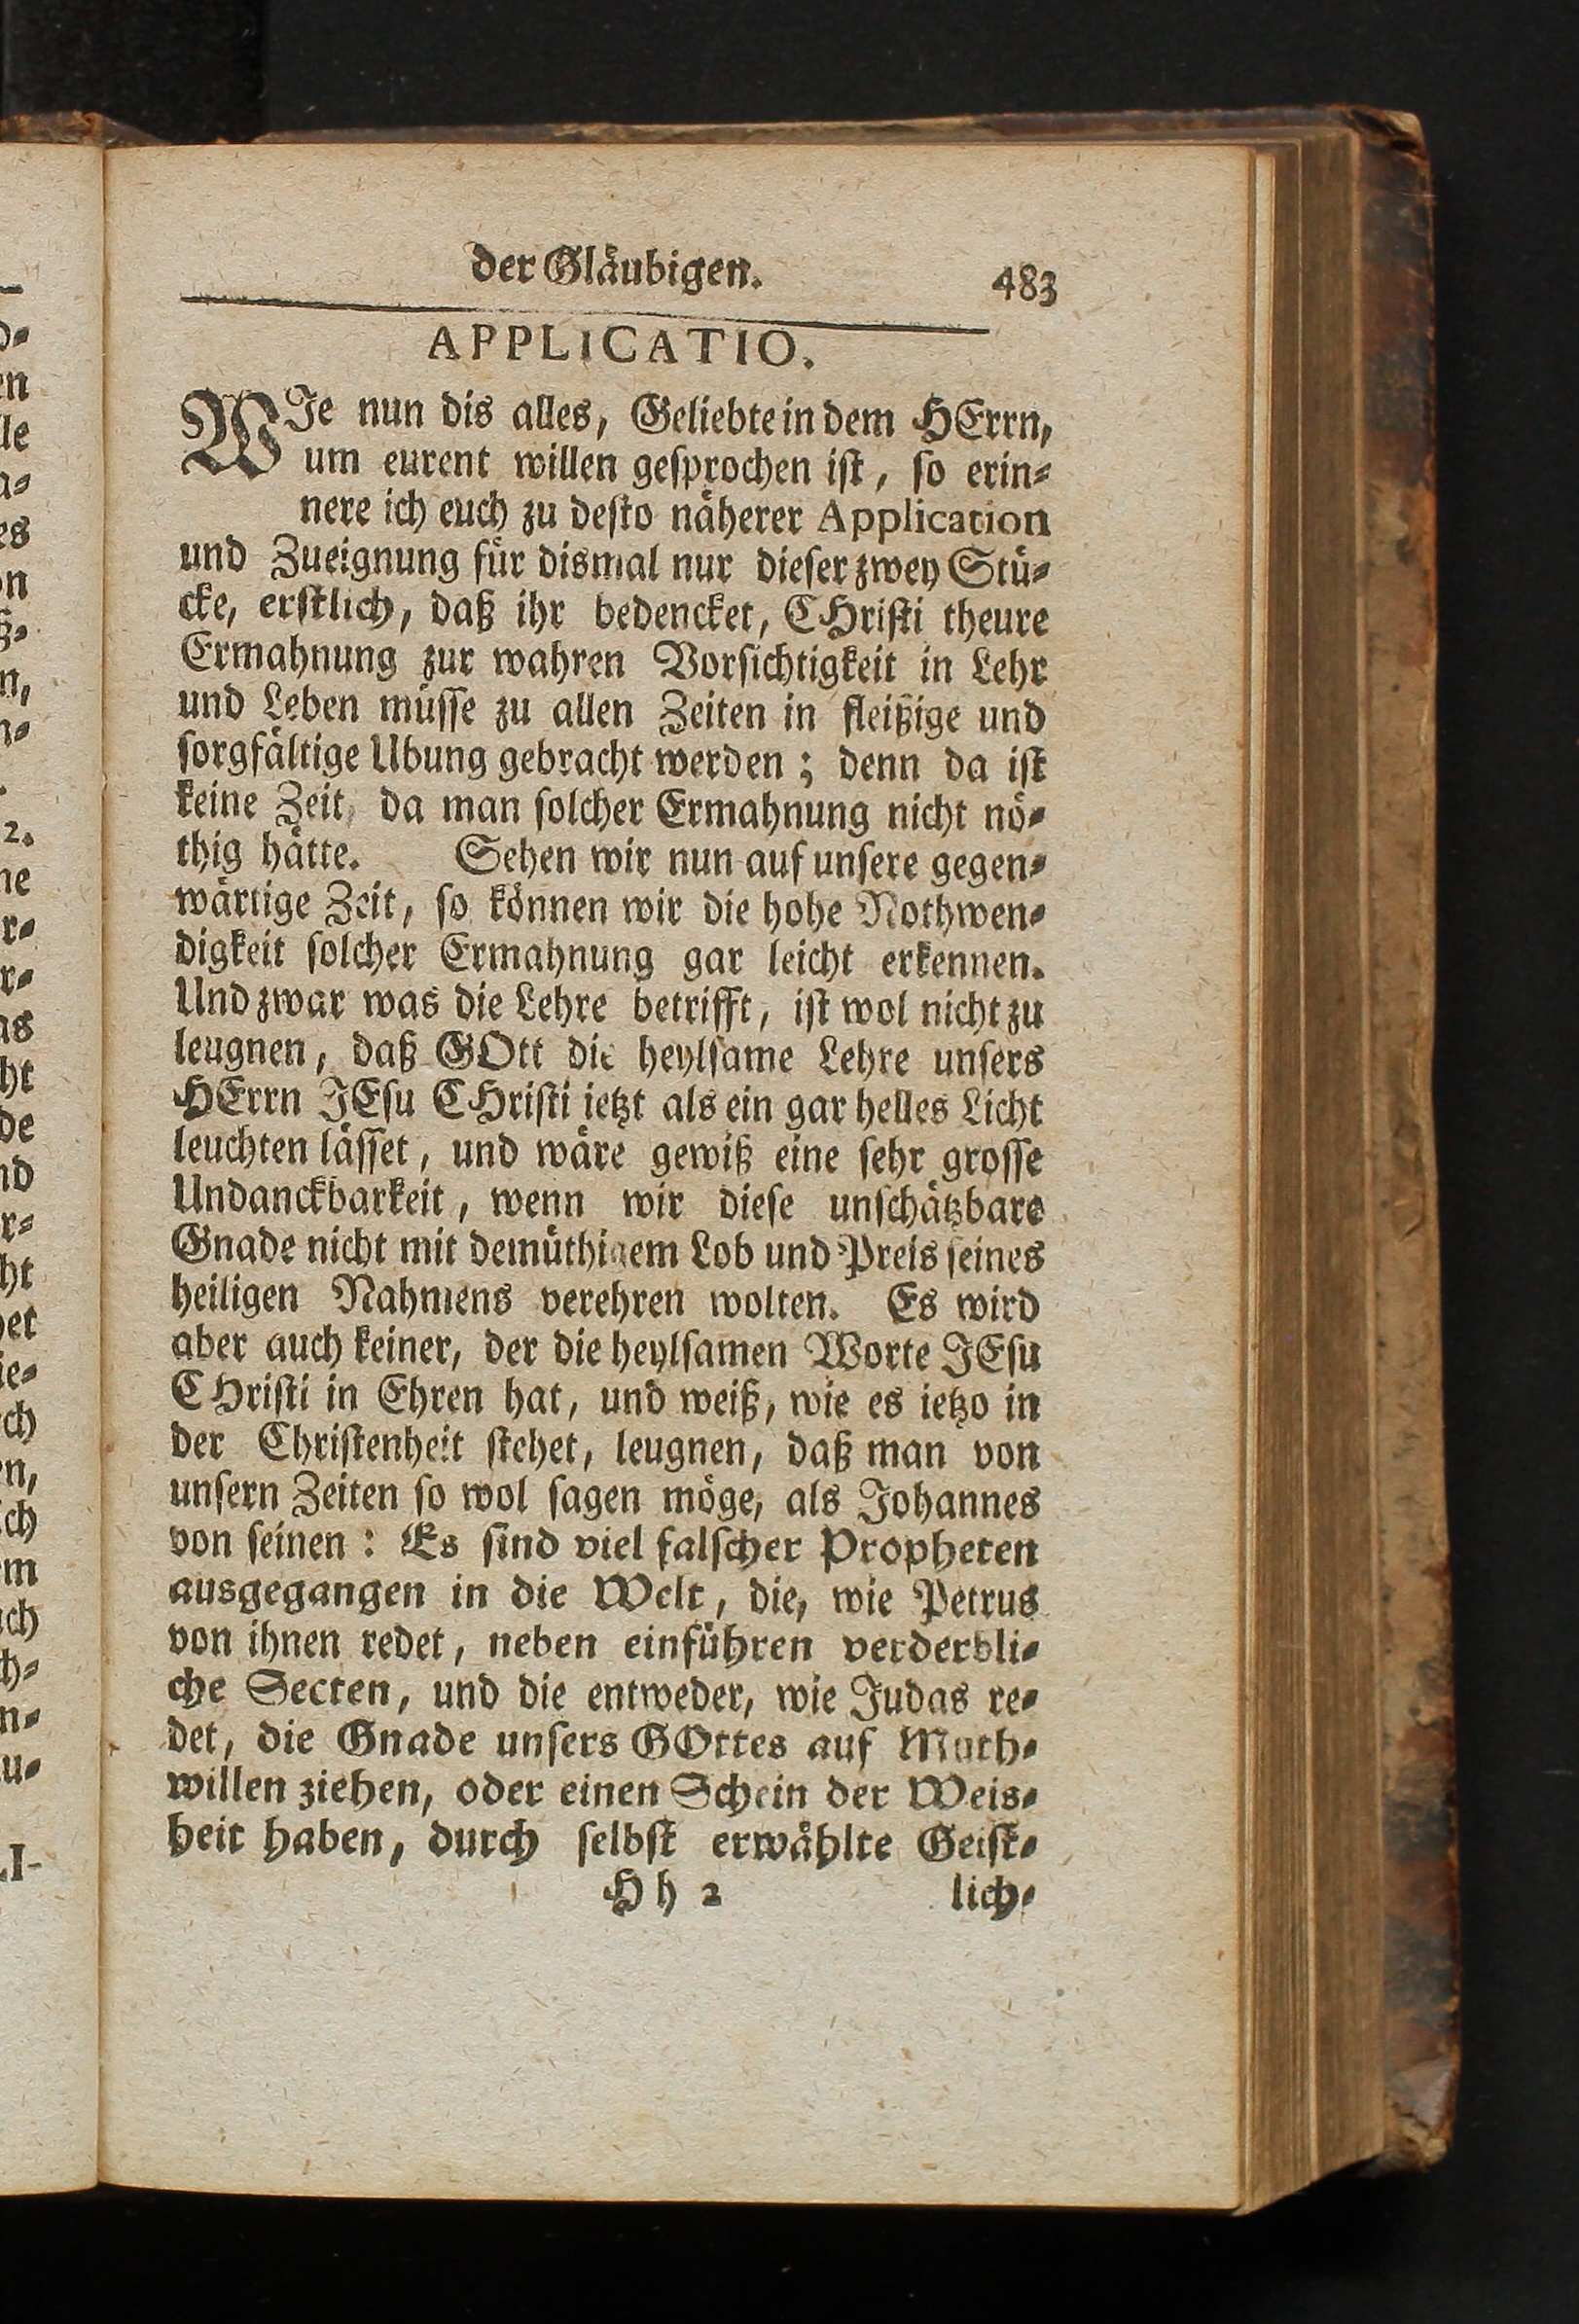 der Gläubigen. 483
APPLICATIO.
WIe nun dis alles, Geliebte in dem HErrn,
um eurent willen gesprochen ist, so erin-
nere ich euch zu desto näherer Application
und Zueignung für dismal nur dieser zwey Stü-
cke, erstlich, daß ihr bedencket, CHristi theure
Ermahnung zur wahren Vorsichtigkeit in Lehr
und Leben müsse zu allen Zeiten in fleißige und
sorgfältige Ubung gebracht werden; denn da ist
keine Zeit, da man solcher Ermahnung nicht nö-
thig hätte. Sehen wir nun auf unsere gegen-
wärtige Zeit, so können wir die hohe Nothwen-
digkeit solcher Ermahnung gar leicht erkennen.
Und zwar was die Lehre betrifft, ist wol nicht zu
leugnen, daß GOtt die heylsame Lehre unsers
HErrn JEsu CHristi ietzt als ein gar helles Licht
leuchten lässet, und wäre gewiß eine sehr grosse
Undanckbarkeit, wenn wir diese unschätzbare
Gnade nicht mit demüthigem Lob und Preis seines
heiligen Nahmens verehren wolten. Es wird
aber auch keiner, der die heylsamen Worte JEsu
CHristi in Ehren hat, und weiß, wie es ietzo in
der Christenheit stehet, leugnen, daß man von
unsern Zeiten so wol sagen möge, als Johannes
von seinen: Es sind viel falscher Propheten
ausgegangen in die Welt, die, wie Petrus
von ihnen redet, neben einführen verderbli-
che Secten, und die entweder, wie Judas re-
det, die Gnade unsers GOttes auf Muth-
willen ziehen, oder einen Schein der Weis-
heit haben, durch selbst erwählte Geist-
Hh 2 lich-